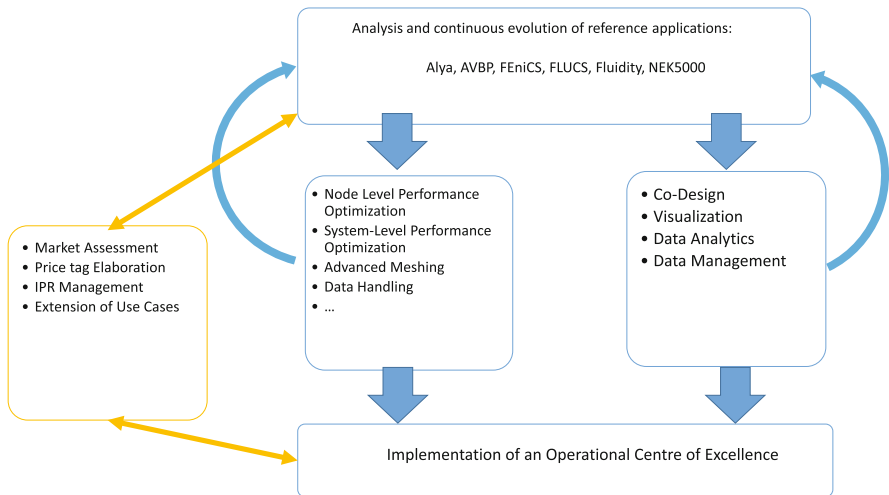 Analysis and continuous evolution of reference applications:
Alya, AVBP, FEniCS, FLUCS, Fluidity, NEK5000
• Market Assessment
• Price tag Elaboration
• IPR Management
• Extension of Use Cases
• Node Level Performance
Optimization
• System-Level Performance
Optimization
• Advanced Meshing
• Data Handling
• …
• Co-Design
• Visualization
• Data Analytics
• Data Management
Implementation of an Operational Centre of Excellence